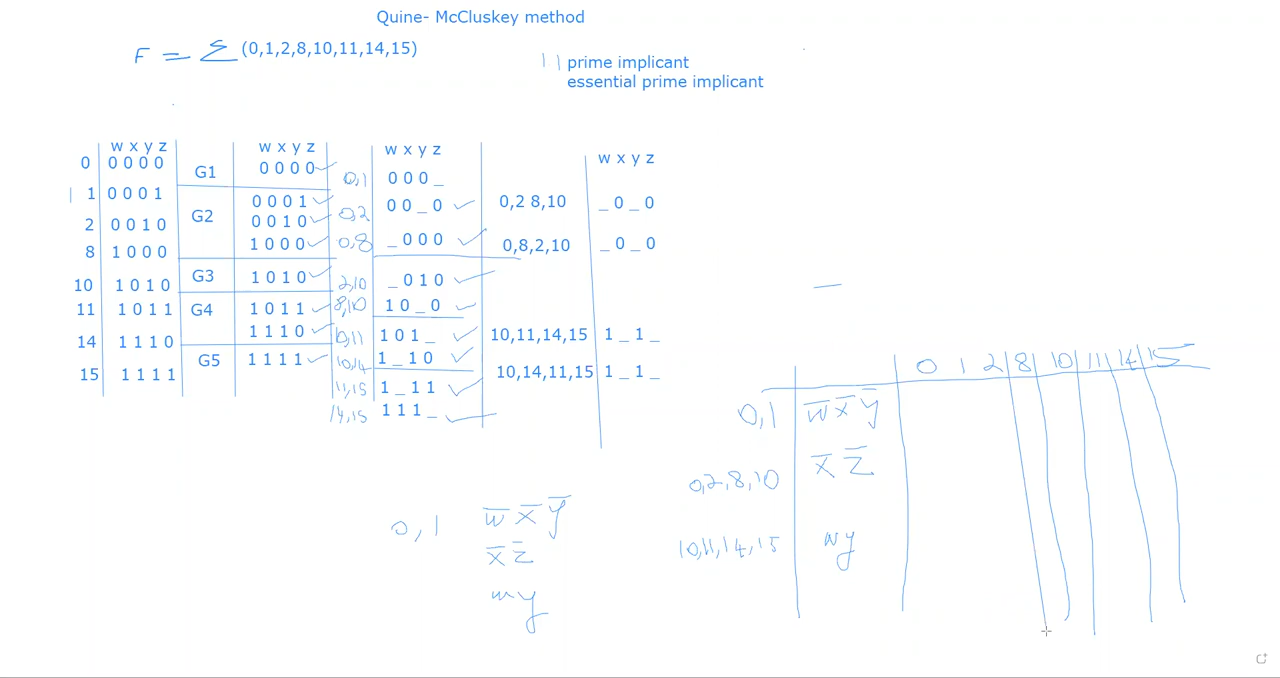 Quine- McCluskey method
F = Σ (0,1,2,8,10,11,14,15)
prime implicant
essential prime implicant
w x y z
0 0 0 0 0
1 0 0 0 1
2 0 0 1 0
8 1 0 0 0
10 1 0 1 0
11 1 0 1 1
14 1 1 1 0
15 1 1 1 1
w x y z
G1 0 0 0 0 ✓
G2 0 0 0 1 ✓
0 0 1 0 ✓
1 0 0 0 ✓
G3 1 0 1 0 ✓
G4 1 0 1 1 ✓
1 1 1 0 ✓
G5 1 1 1 1 ✓
w x y z
0,1 0 0 0 _
0,2 0 0 _ 0 ✓
0,8 _ 0 0 0 ✓
2,10 _ 0 1 0 ✓
8,10 1 0 _ 0 ✓
10,11 1 0 1 _ ✓
10,14 1 _ 1 0 ✓
11,15 1 _ 1 1 ✓
14,15 1 1 1 _ ✓
w x y z
0,2 8,10 _ 0 _ 0
0,8,2,10 _ 0 _ 0
10,11,14,15 1 _ 1 _
10,14,11,15 1 _ 1 _
0,1 w̅ x̅ y̅
x̅ z̅
wy
0 1 2 8 10 11 14 15
0,1 w̅ x̅ y̅
0,2,8,10 x̅ z̅
10,11,14,15 wy